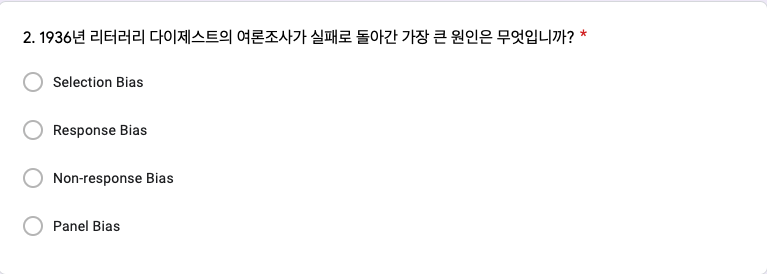 2. 1936년 리터러리 다이제스트의 여론조사가 실패로 돌아간 가장 큰 원인은 무엇입니까? *
Selection Bias
Response Bias
Non-response Bias
Panel Bias